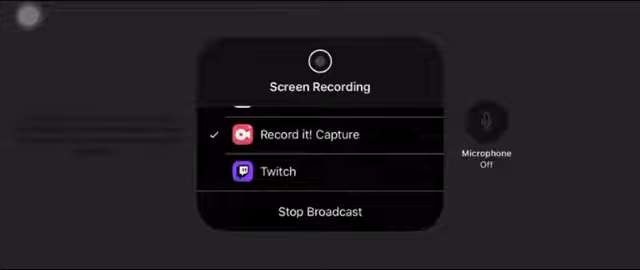 Screen Recording
Record it! Capture
Twitch
Stop Broadcast
Microphone
Off